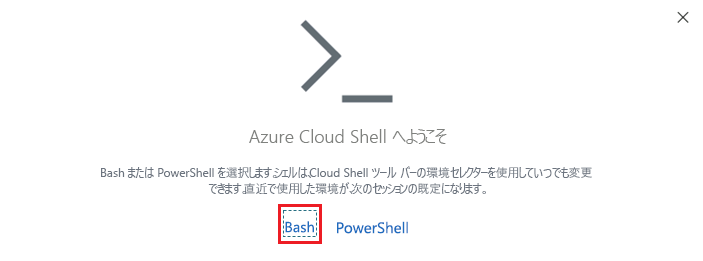 Azure Cloud Shell へようこそ
Bash または PowerShell を選択します。シェルは、Cloud Shell ツール バーの環境セレクターを使用していつでも変更
できます。直近で使用した環境が、次のセッションの既定になります。
Bash PowerShell